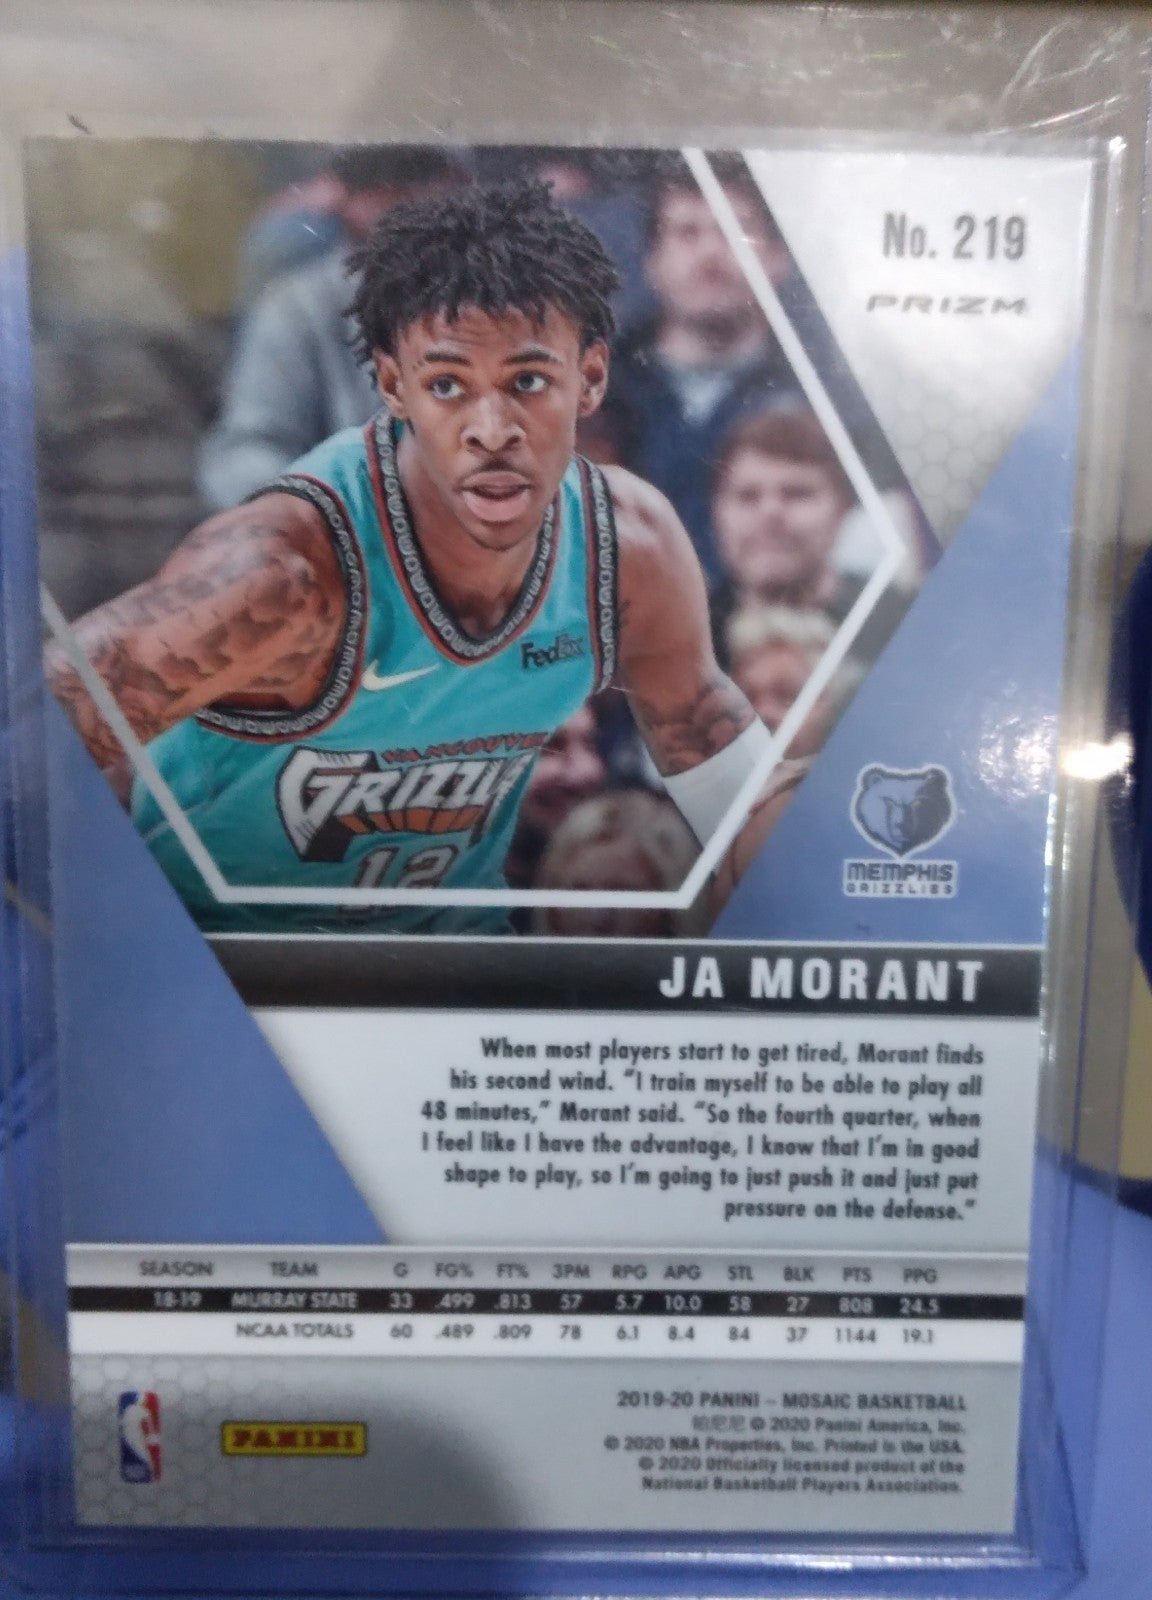 No. 219
PRIZM
FedEx
VANCOUVER
GRIZZLIES
12
MEMPHIS
GRIZZLIES
JA MORANT
When most players start to get tired, Morant finds
his second wind. "I train myself to be able to play all
48 minutes," Morant said. "So the fourth quarter, when
I feel like I have the advantage, I know that I'm in good
shape to play, so I'm going to just push it and just put
pressure on the defense."
SEASON TEAM G FG% FT% 3PM RPG APG STL BLK PTS PPG
18-19 MURRAY STATE 33 .499 .813 57 5.7 10.0 58 27 808 24.5
NCAA TOTALS 60 .489 .809 78 6.1 8.4 84 37 1144 19.1
PANINI
2019-20 PANINI – MOSAIC BASKETBALL
© 2020 Panini America, Inc.
© 2020 NBA Properties, Inc. Printed in the USA.
© 2020 Officially licensed product of the
National Basketball Players Association.